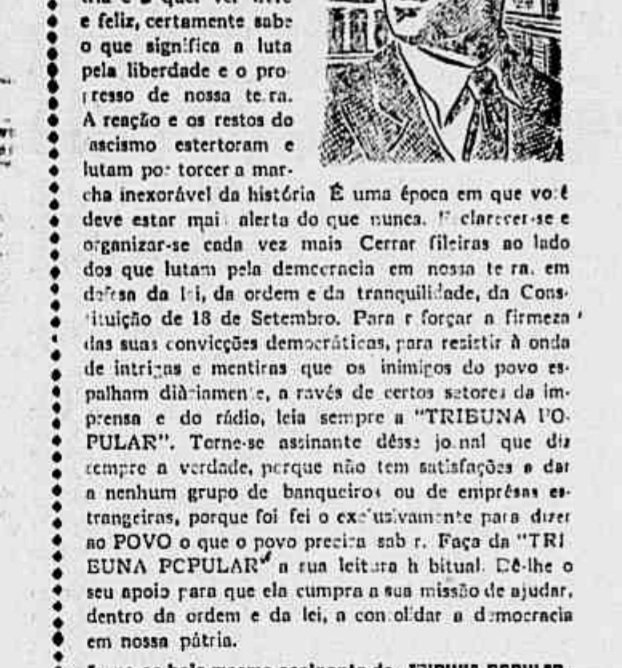 e feliz, certamente sabe
o que significa a luta
pela liberdade e o pro-
resso de nossa terra.
A reação e os restos do
ascismo estertoram e
lutam por torcer a mar-
cha inexorável da história É uma época em que você
deve estar mais alerta do que nunca. Esclarecer-se e
organizar-se cada vez mais Cerrar fileiras ao lado
dos que lutam pela democracia em nossa terra, em
defesa da lei, da ordem e da tranquilidade, da Cons-
tituição de 18 de Setembro. Para reforçar a firmeza
das suas convicções democráticas, para resistir à onda
de intrigas e mentiras que os inimigos do povo es-
palham diàriamente, a ravés de certos setores da im-
prensa e do rádio, leia sempre a "TRIBUNA PO-
PULAR". Torne-se assinante dêsse jornal que diz
sempre a verdade, porque não tem satisfações a dar
a nenhum grupo de banqueiros ou de emprêsas es-
trangeiras, porque foi feito exclusivamente para dizer
ao POVO o que o povo precisa saber. Faça da "TRI
BUNA POPULAR" a sua leitura habitual. Dê-lhe o
seu apoio para que ela cumpra a sua missão de ajudar,
dentro da ordem e da lei, a consolidar a democracia
em nossa pátria.